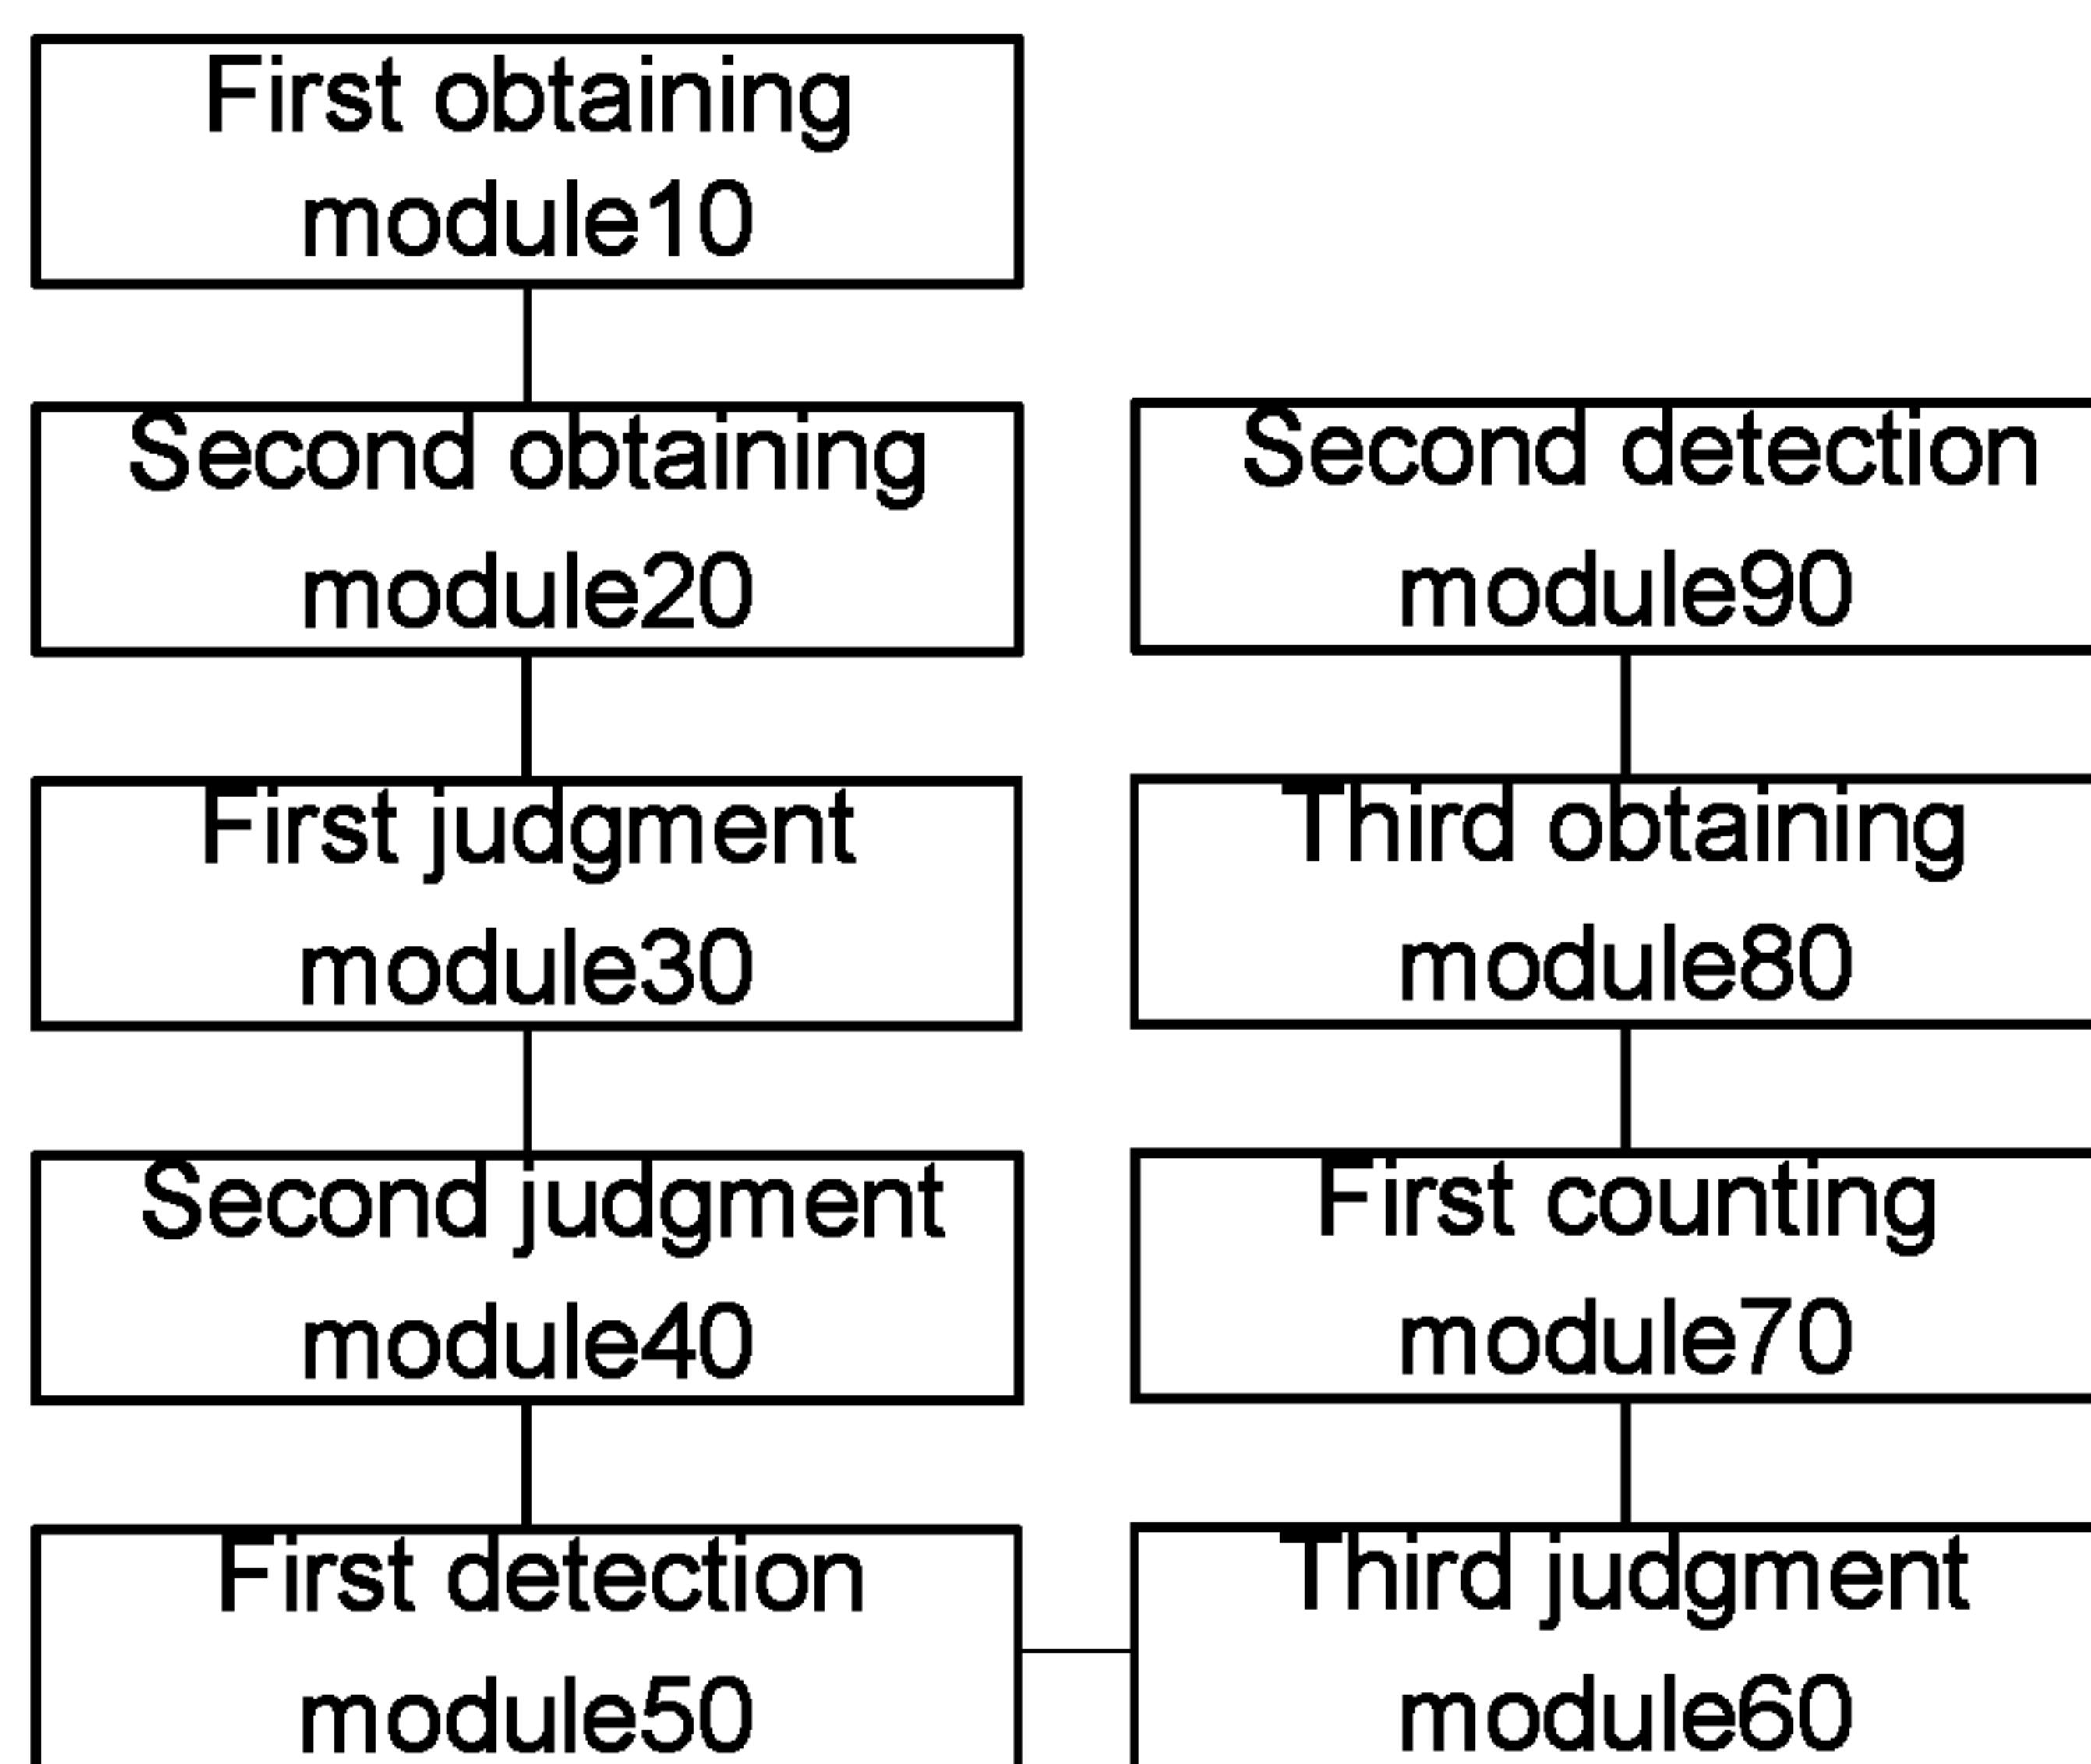 First obtaining
module10
Second obtaining
module20
First judgment
module30
Second judgment
module40
First detection
module50
Second detection
module90
Third obtaining
module80
First counting
module70
Third judgment
module60